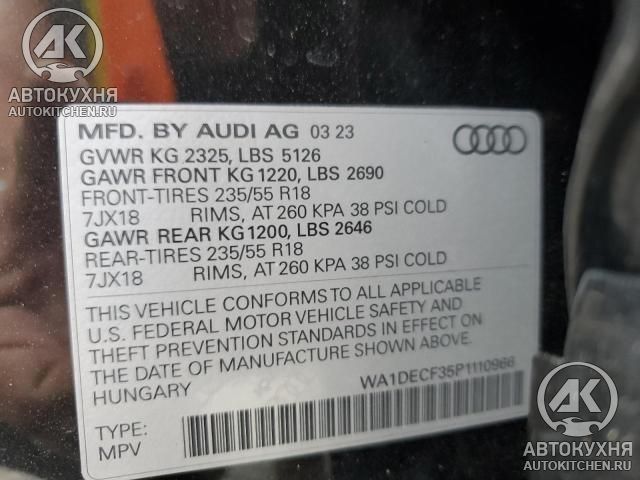 AK
АВТОКУХНЯ
AUTOKITCHEN.RU
MFD. BY AUDI AG 03 23
GVWR KG 2325, LBS 5126
GAWR FRONT KG 1220, LBS 2690
FRONT-TIRES 235/55 R18
7JX18 RIMS, AT 260 KPA 38 PSI COLD
GAWR REAR KG 1200, LBS 2646
REAR-TIRES 235/55 R18
7JX18 RIMS, AT 260 KPA 38 PSI COLD
THIS VEHICLE CONFORMS TO ALL APPLICABLE
U.S. FEDERAL MOTOR VEHICLE SAFETY AND
THEFT PREVENTION STANDARDS IN EFFECT ON
THE DATE OF MANUFACTURE SHOWN ABOVE.
HUNGARY
WA1DECF35P1110966
TYPE:
MPV
AK
АВТОКУХНЯ
AUTOKITCHEN.RU